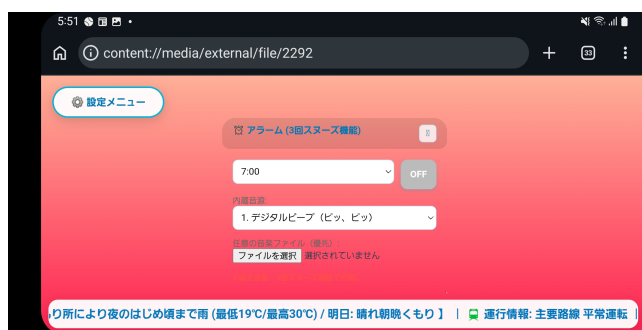 5:51
content://media/external/file/2292
33
設定メニュー
アラーム (3回スヌーズ機能)
7:00
OFF
内蔵音源:
1. デジタルビープ（ピッ、ピッ）
任意の音楽ファイル（優先）:
ファイルを選択 選択されていません
り所により夜のはじめ頃まで雨 (最低19℃/最高30℃) / 明日: 晴れ朝晩くもり 】 | 運行情報: 主要路線 平常運転 |